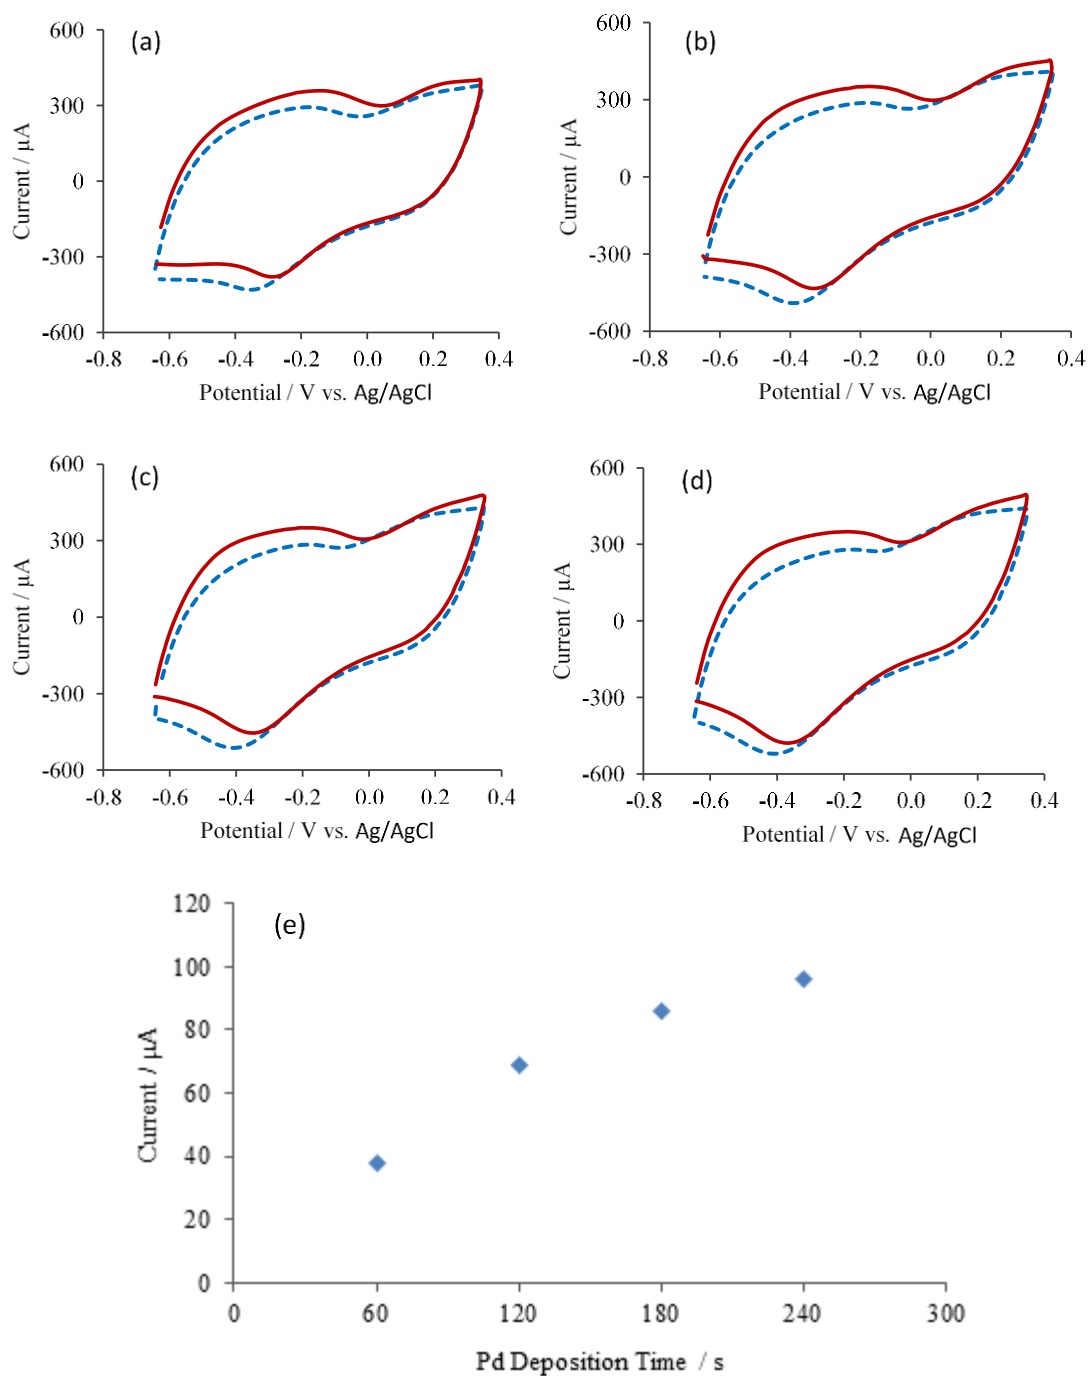 (a)
600
300
0
-300
-600
Current / µA
-0.8 -0.6 -0.4 -0.2 0.0 0.2 0.4
Potential / V vs. Ag/AgCl
(b)
600
300
0
-300
-600
Current / µA
-0.8 -0.6 -0.4 -0.2 0.0 0.2 0.4
Potential / V vs. Ag/AgCl
(c)
600
300
0
-300
-600
Current / µA
-0.8 -0.6 -0.4 -0.2 0.0 0.2 0.4
Potential / V vs. Ag/AgCl
(d)
600
300
0
-300
-600
Current / µA
-0.8 -0.6 -0.4 -0.2 0.0 0.2 0.4
Potential / V vs. Ag/AgCl
(e)
120
100
80
60
40
20
0
Current / µA
0 60 120 180 240 300
Pd Deposition Time / s